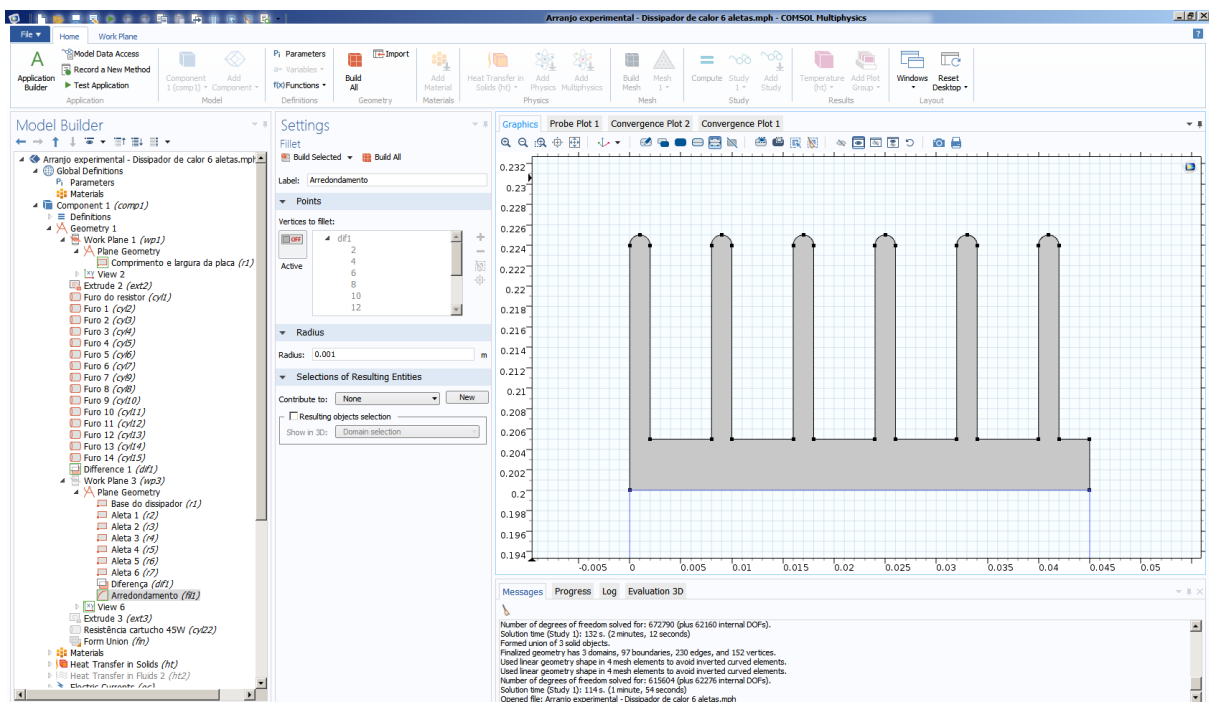 Arranjo experimental - Dissipador de calor 6 aletas.mph - COMSOL Multiphysics
File Home Work Plane
Application Builder
Model Data Access
Record a New Method
Test Application
Application
Component 1 (comp1)
Add Component
Model
Pi Parameters
a= Variables
f(x) Functions
Definitions
Build All
Import
Geometry
Add Material
Materials
Heat Transfer in Solids (ht)
Add Physics
Add Multiphysics
Physics
Build Mesh
Mesh 1
Mesh
Compute
Study 1
Add Study
Study
Temperature (ht)
Add Plot Group
Results
Windows
Reset Desktop
Layout
Model Builder
Arranjo experimental - Dissipador de calor 6 aletas.mph
Global Definitions
Pi Parameters
Materials
Component 1 (comp1)
Definitions
Geometry 1
Work Plane 1 (wp1)
Plane Geometry
Comprimento e largura da placa (r1)
View 2
Extrude 2 (ext2)
Furo do resistor (cyl1)
Furo 1 (cyl2)
Furo 2 (cyl3)
Furo 3 (cyl4)
Furo 4 (cyl5)
Furo 5 (cyl6)
Furo 6 (cyl7)
Furo 7 (cyl9)
Furo 8 (cyl8)
Furo 9 (cyl10)
Furo 10 (cyl11)
Furo 11 (cyl12)
Furo 12 (cyl13)
Furo 13 (cyl14)
Furo 14 (cyl15)
Difference 1 (dif1)
Work Plane 3 (wp3)
Plane Geometry
Base do dissipador (r1)
Aleta 1 (r2)
Aleta 2 (r3)
Aleta 3 (r4)
Aleta 4 (r5)
Aleta 5 (r6)
Aleta 6 (r7)
Diferença (dif1)
Arredondamento (fil1)
View 6
Extrude 3 (ext3)
Resistência cartucho 45W (cyl22)
Form Union (fin)
Materials
Heat Transfer in Solids (ht)
Heat Transfer in Fluids 2 (ht2)
Electric Currents (ec)
Settings
Fillet
Build Selected Build All
Label: Arredondamento
Points
Vertices to fillet:
OFF
Active
dif1
2
4
6
8
10
12
Radius
Radius: 0.001 m
Selections of Resulting Entities
Contribute to: None New
Resulting objects selection
Show in 3D: Domain selection
Graphics Probe Plot 1 Convergence Plot 2 Convergence Plot 1
0.232
0.23
0.228
0.226
0.224
0.222
0.22
0.218
0.216
0.214
0.212
0.21
0.208
0.206
0.204
0.202
0.2
0.198
0.196
0.194
-0.005 0 0.005 0.01 0.015 0.02 0.025 0.03 0.035 0.04 0.045 0.05
Messages Progress Log Evaluation 3D
Number of degrees of freedom solved for: 672790 (plus 62160 internal DOFs).
Solution time (Study 1): 132 s. (2 minutes, 12 seconds)
Formed union of 3 solid objects.
Finalized geometry has 3 domains, 97 boundaries, 230 edges, and 152 vertices.
Used linear geometry shape in 4 mesh elements to avoid inverted curved elements.
Used linear geometry shape in 4 mesh elements to avoid inverted curved elements.
Number of degrees of freedom solved for: 615604 (plus 62276 internal DOFs).
Solution time (Study 1): 114 s. (1 minute, 54 seconds)
Opened file: Arranjo experimental - Dissipador de calor 6 aletas.mph